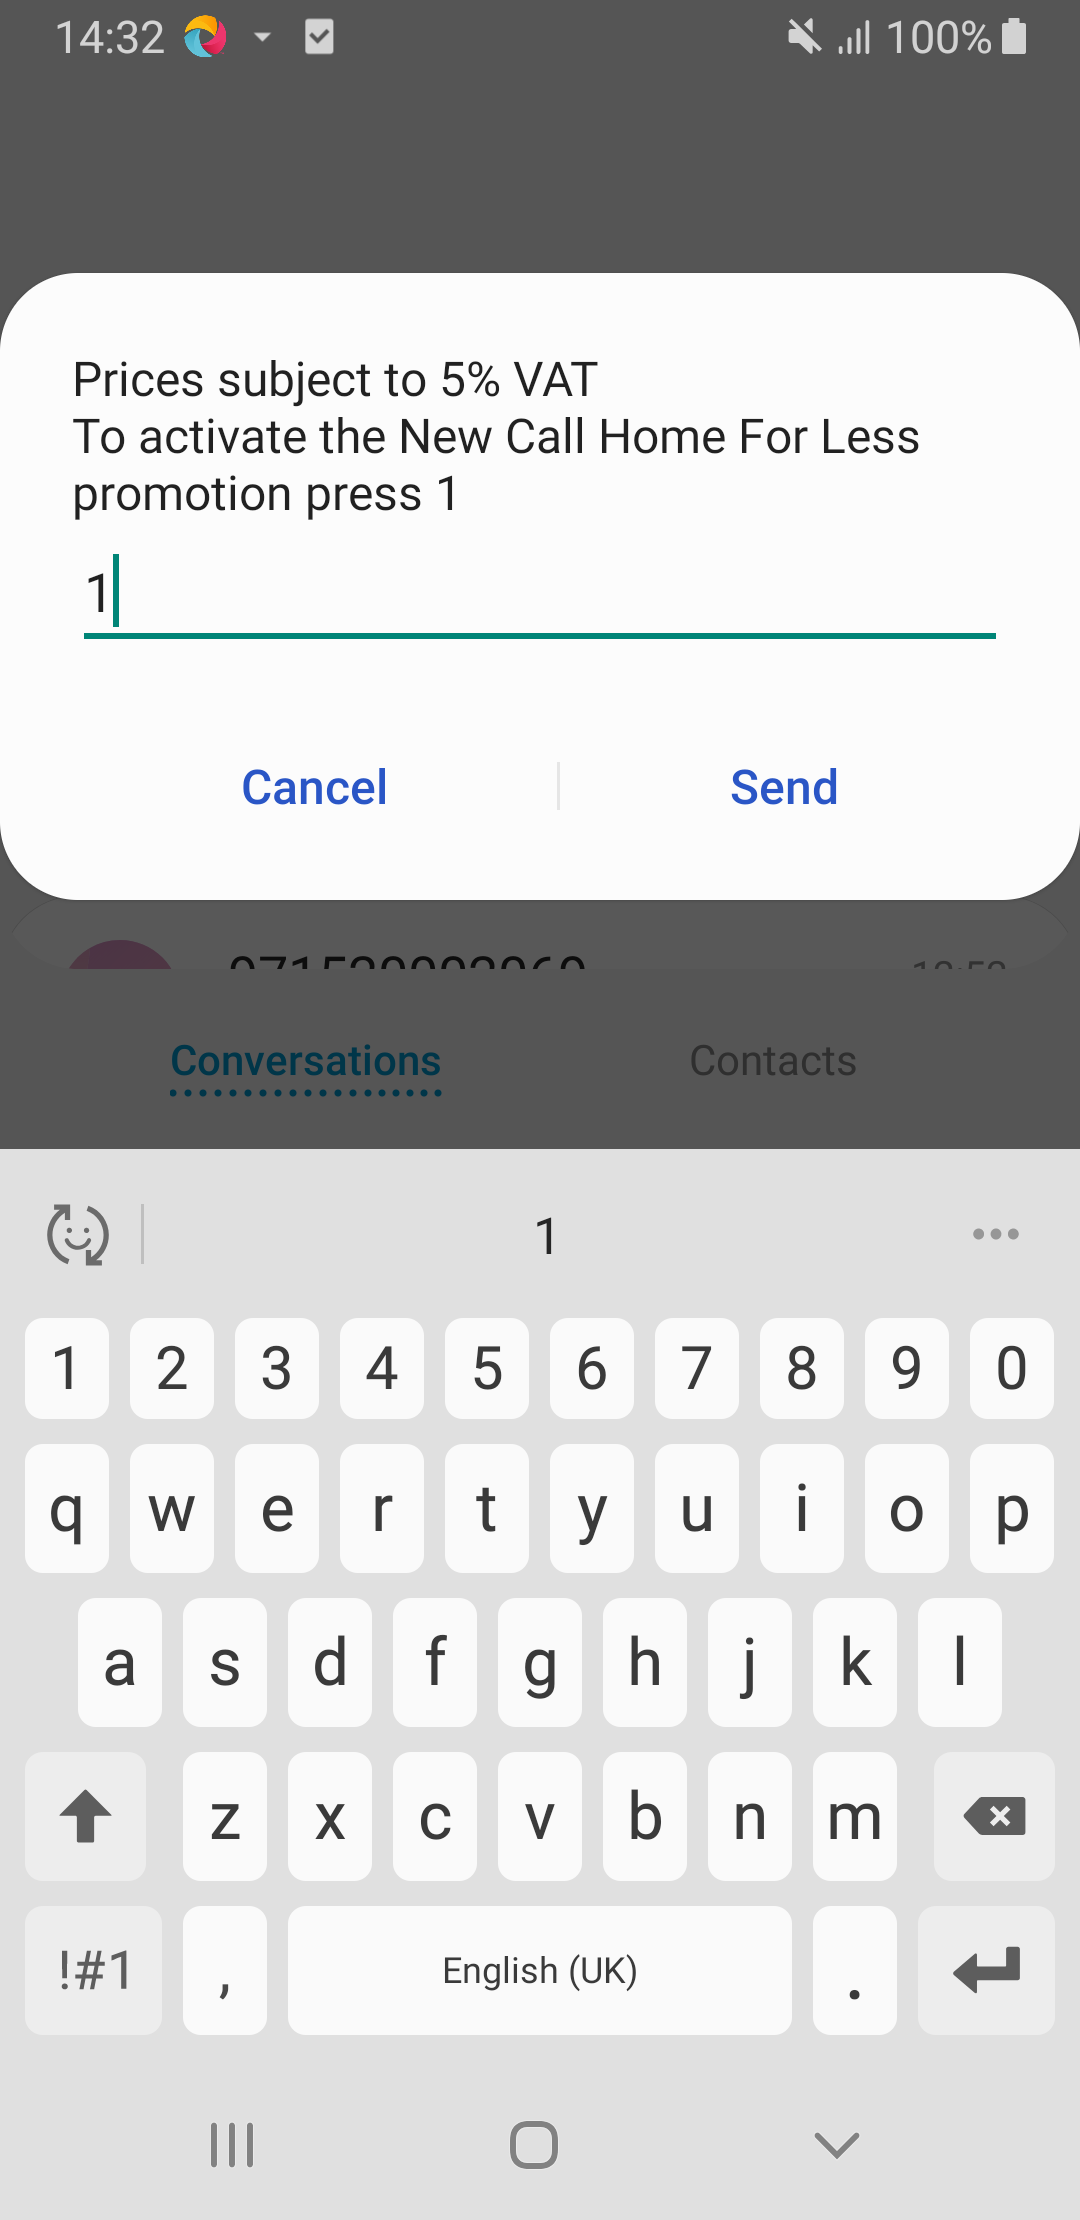 14:32
100%
Prices subject to 5% VAT
To activate the New Call Home For Less
promotion press 1
1
Cancel
Send
Conversations
Contacts
1
1 2 3 4 5 6 7 8 9 0
q w e r t y u i o p
a s d f g h j k l
z x c v b n m
!#1 , English (UK) .